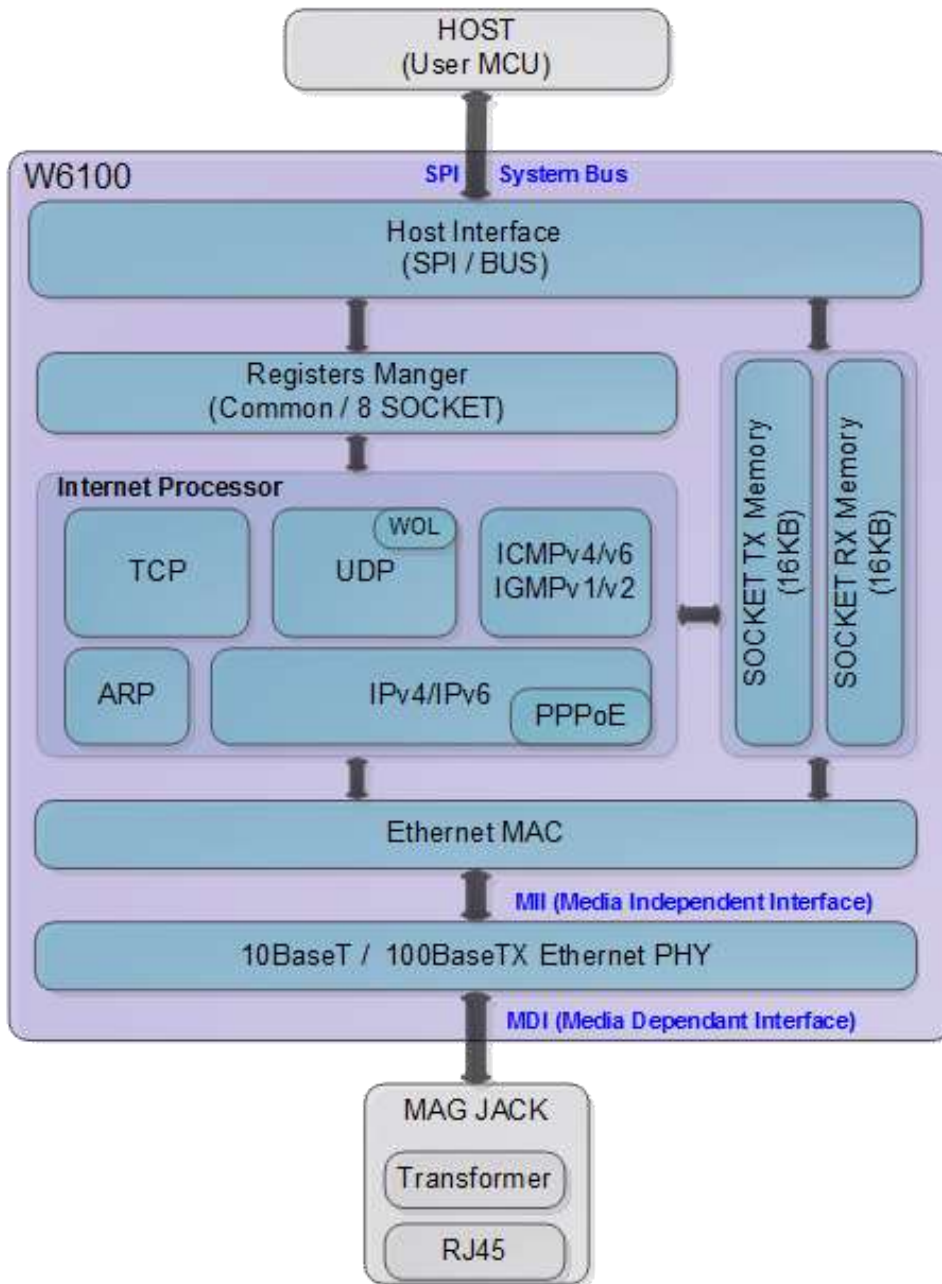 HOST
(User MCU)
W6100
SPI
System Bus
Host Interface
(SPI / BUS)
Registers Manger
(Common / 8 SOCKET)
Internet Processor
TCP
WOL
UDP
ICMPv4/v6
IGMPv1/v2
ARP
IPv4/IPv6
PPPoE
SOCKET TX Memory
(16KB)
SOCKET RX Memory
(16KB)
Ethernet MAC
MII (Media Independent Interface)
10BaseT / 100BaseTX Ethernet PHY
MDI (Media Dependant Interface)
MAG JACK
Transformer
RJ45